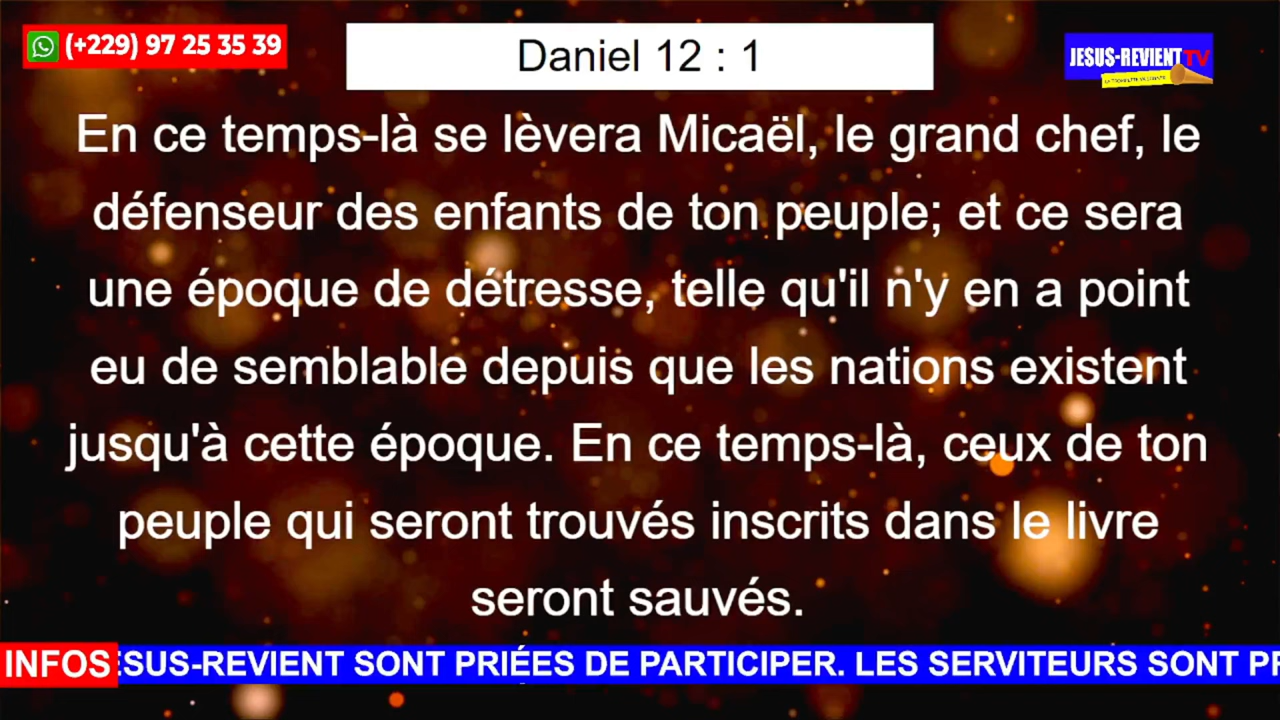 (+229) 97 25 35 39
Daniel 12 : 1
JESUS-REVIENT TV
En ce temps-là se lèvera Micaël, le grand chef, le
défenseur des enfants de ton peuple; et ce sera
une époque de détresse, telle qu'il n'y en a point
eu de semblable depuis que les nations existent
jusqu'à cette époque. En ce temps-là, ceux de ton
peuple qui seront trouvés inscrits dans le livre
seront sauvés.
INFOS ESUS-REVIENT SONT PRIÉES DE PARTICIPER. LES SERVITEURS SONT PR